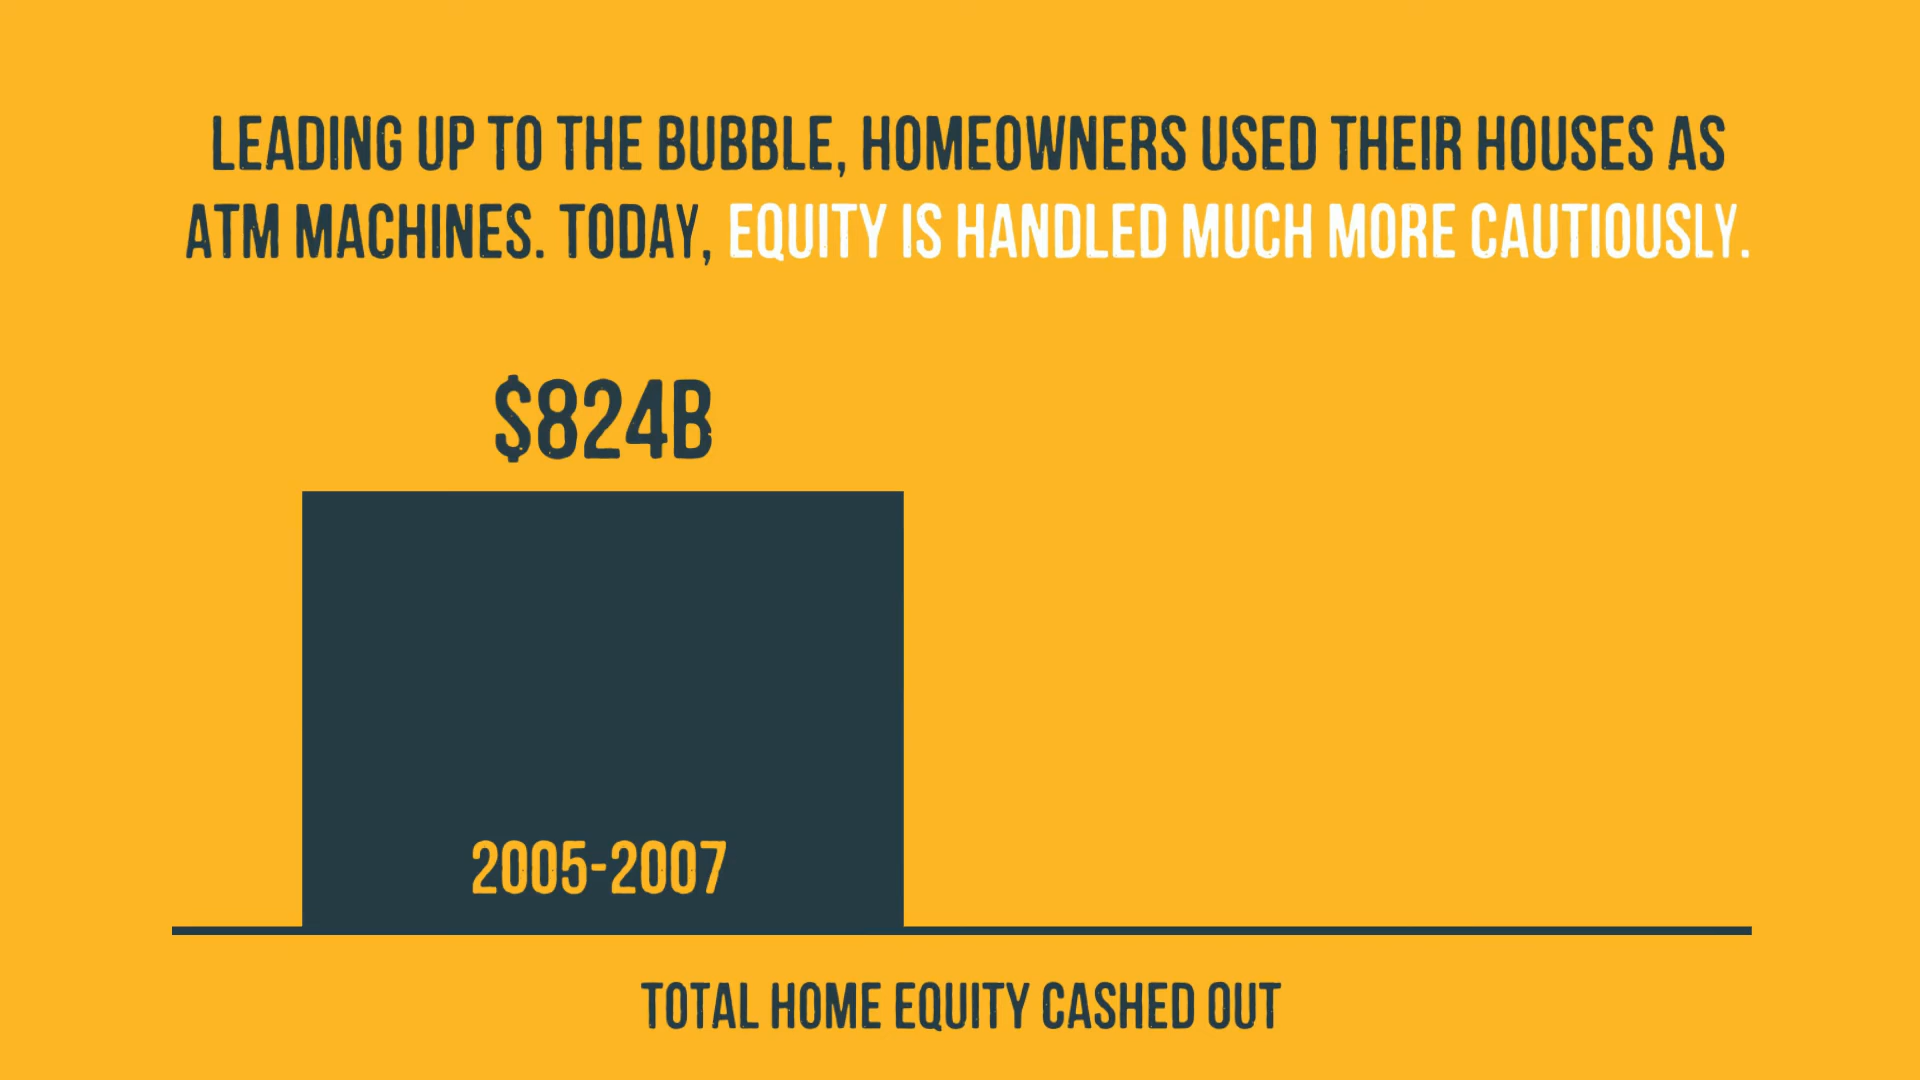 LEADING UP TO THE BUBBLE, HOMEOWNERS USED THEIR HOUSES AS
ATM MACHINES. TODAY, EQUITY IS HANDLED MUCH MORE CAUTIOUSLY.
$824B
2005-2007
TOTAL HOME EQUITY CASHED OUT